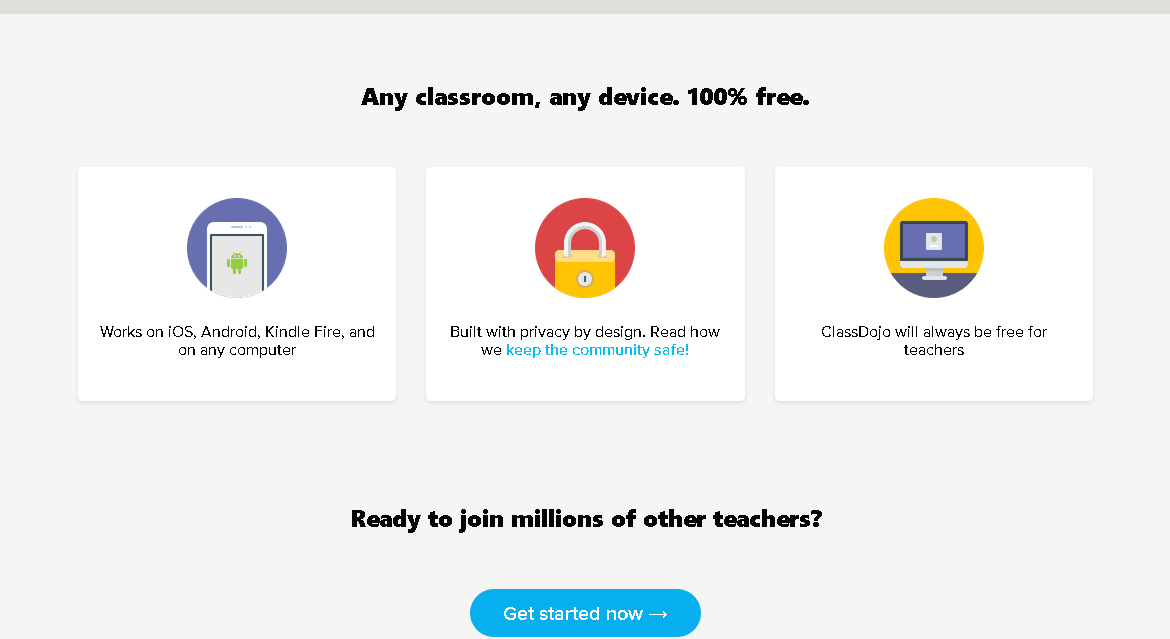 Any classroom, any device. 100% free.
Works on iOS, Android, Kindle Fire, and
on any computer
Built with privacy by design. Read how
we keep the community safe!
ClassDojo will always be free for
teachers
Ready to join millions of other teachers?
Get started now →